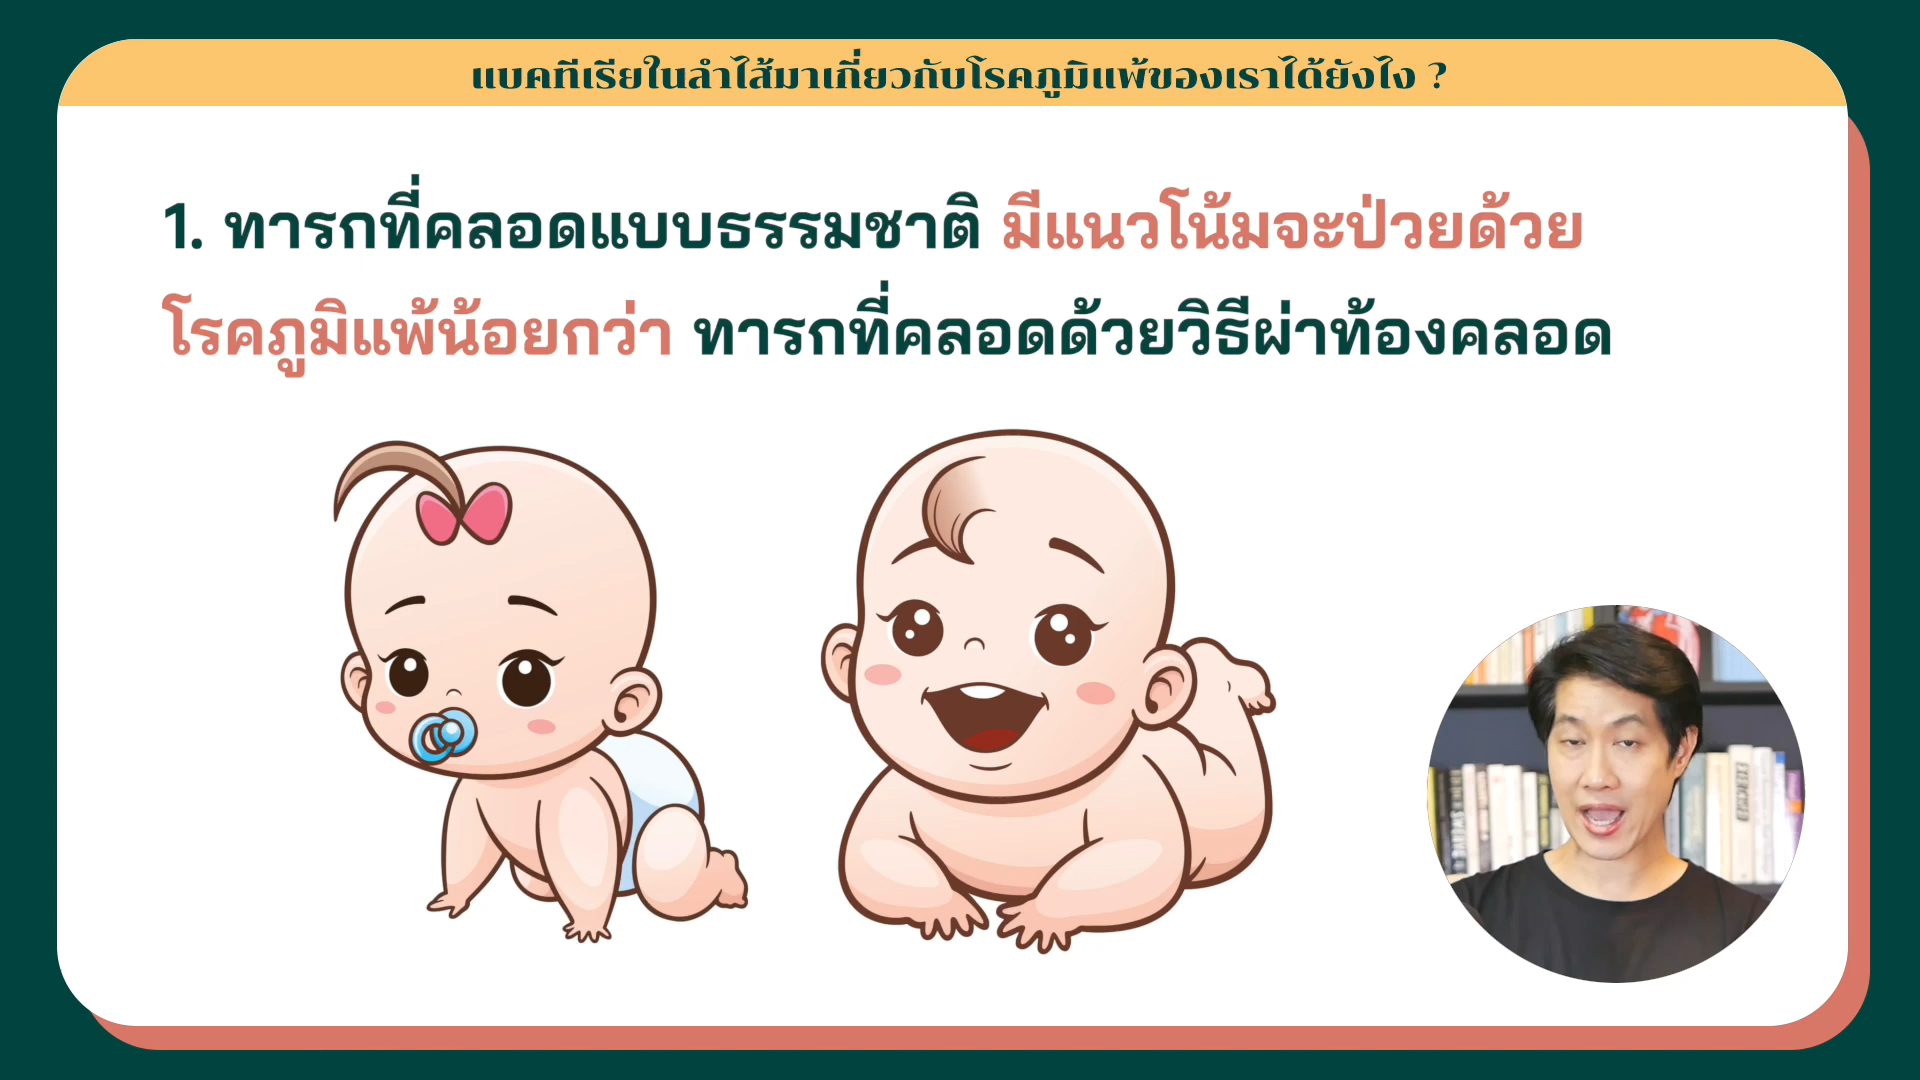 แบคทีเรียในลำไส้มาเกี่ยวกับโรคภูมิแพ้ของเราได้ยังไง ?
1. ทารกที่คลอดแบบธรรมชาติ มีแนวโน้มจะป่วยด้วย
โรคภูมิแพ้น้อยกว่า ทารกที่คลอดด้วยวิธีผ่าท้องคลอด